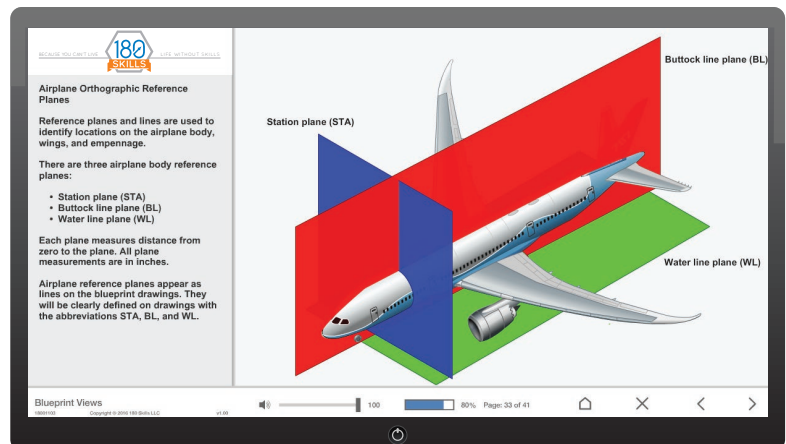 BECAUSE YOU CAN'T LIVE
180
SKILLS
LIFE WITHOUT SKILLS
Airplane Orthographic Reference
Planes
Reference planes and lines are used to
identify locations on the airplane body,
wings, and empennage.
There are three airplane body reference
planes:
• Station plane (STA)
• Buttock line plane (BL)
• Water line plane (WL)
Each plane measures distance from
zero to the plane. All plane
measurements are in inches.
Airplane reference planes appear as
lines on the blueprint drawings. They
will be clearly defined on drawings with
the abbreviations STA, BL, and WL.
Buttock line plane (BL)
Station plane (STA)
Water line plane (WL)
Blueprint Views
Copyright © 2016 180 Skills LLC
v1.00
100
80%
Page: 33 of 41